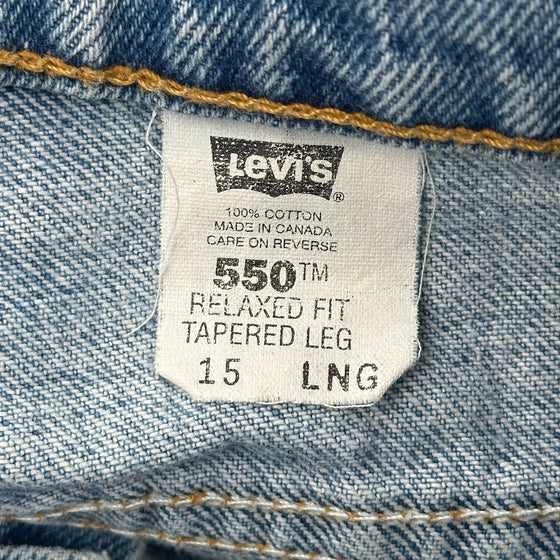 Levi's ®
100% COTTON
MADE IN CANADA
CARE ON REVERSE
550™
RELAXED FIT
TAPERED LEG
15 LNG